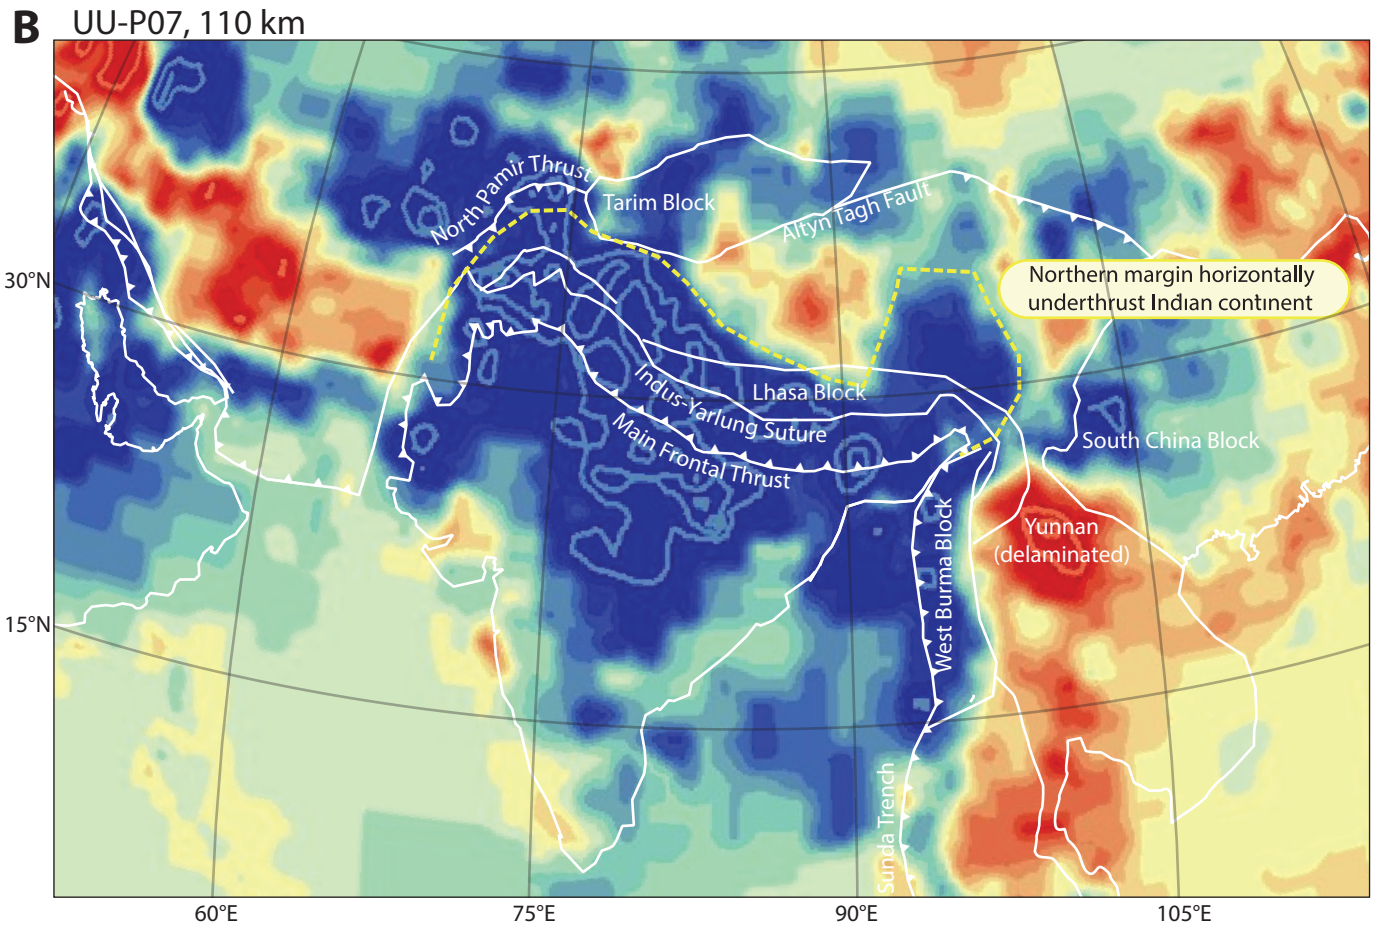 B UU-P07, 110 km
North Pamir Thrust
Tarim Block
Altyn Tagh Fault
30°N
Northern margin horizontally
underthrust Indian continent
Lhasa Block
Indus-Yarlung Suture
Main Frontal Thrust
South China Block
Yunnan
(delaminated)
West Burma Block
15°N
Sunda Trench
60°E
75°E
90°E
105°E